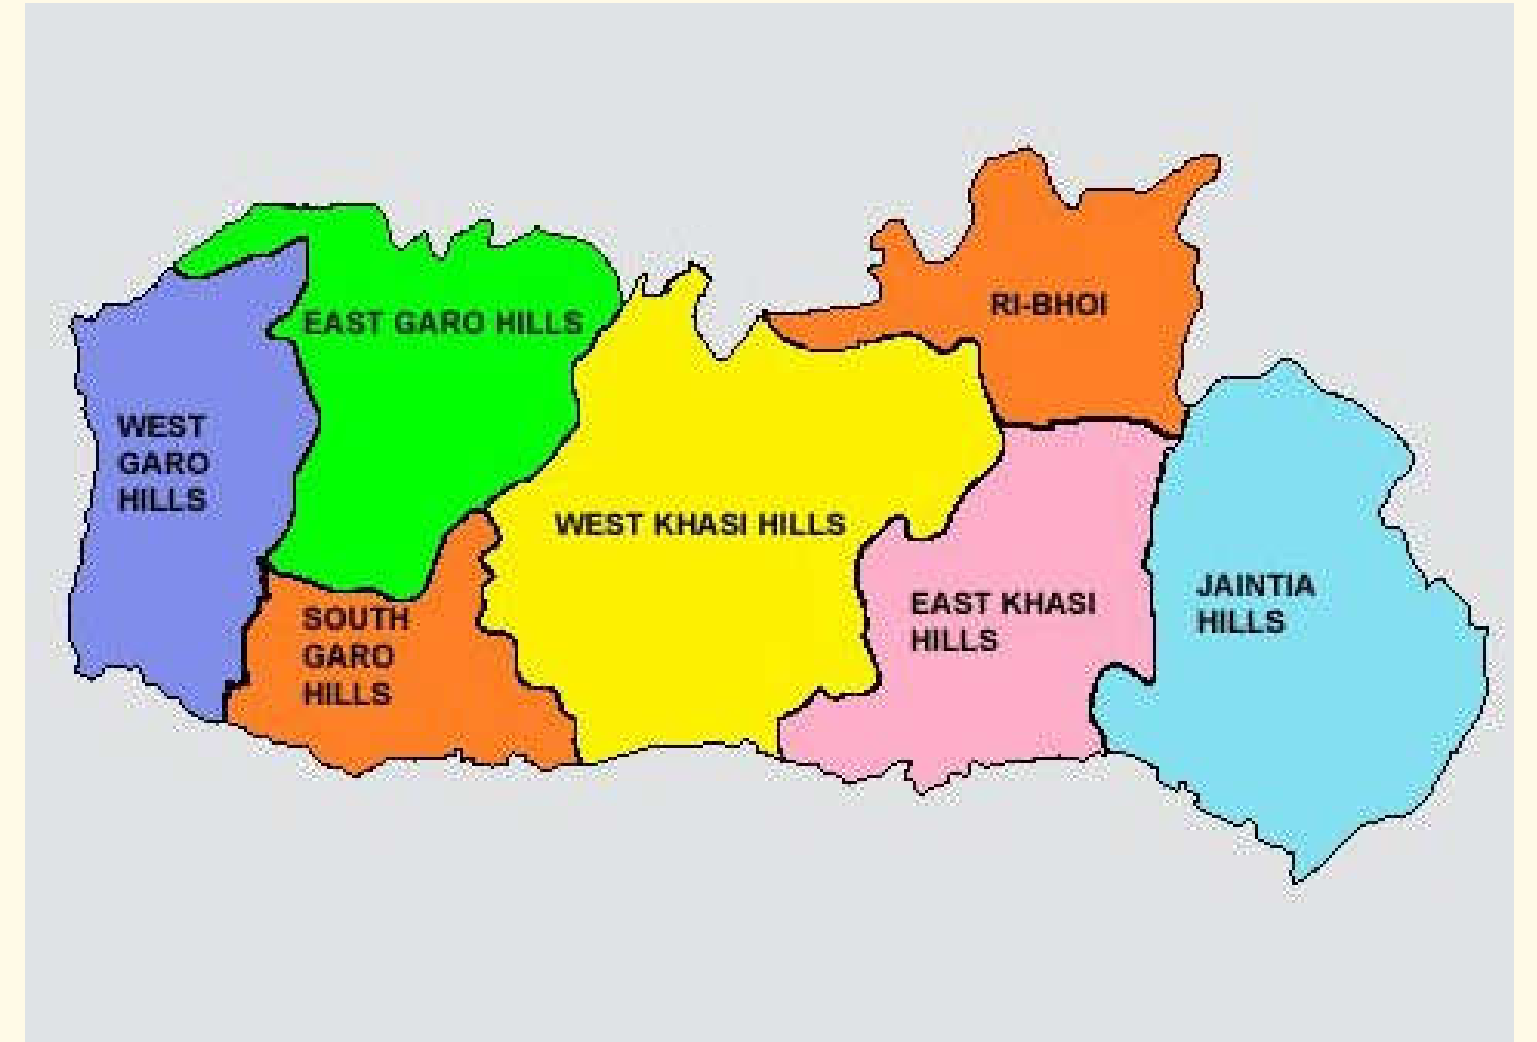 RI-BHOI
EAST GARO HILLS
WEST
GARO
HILLS
WEST KHASI HILLS
JAINTIA
HILLS
EAST KHASI
HILLS
SOUTH
GARO
HILLS